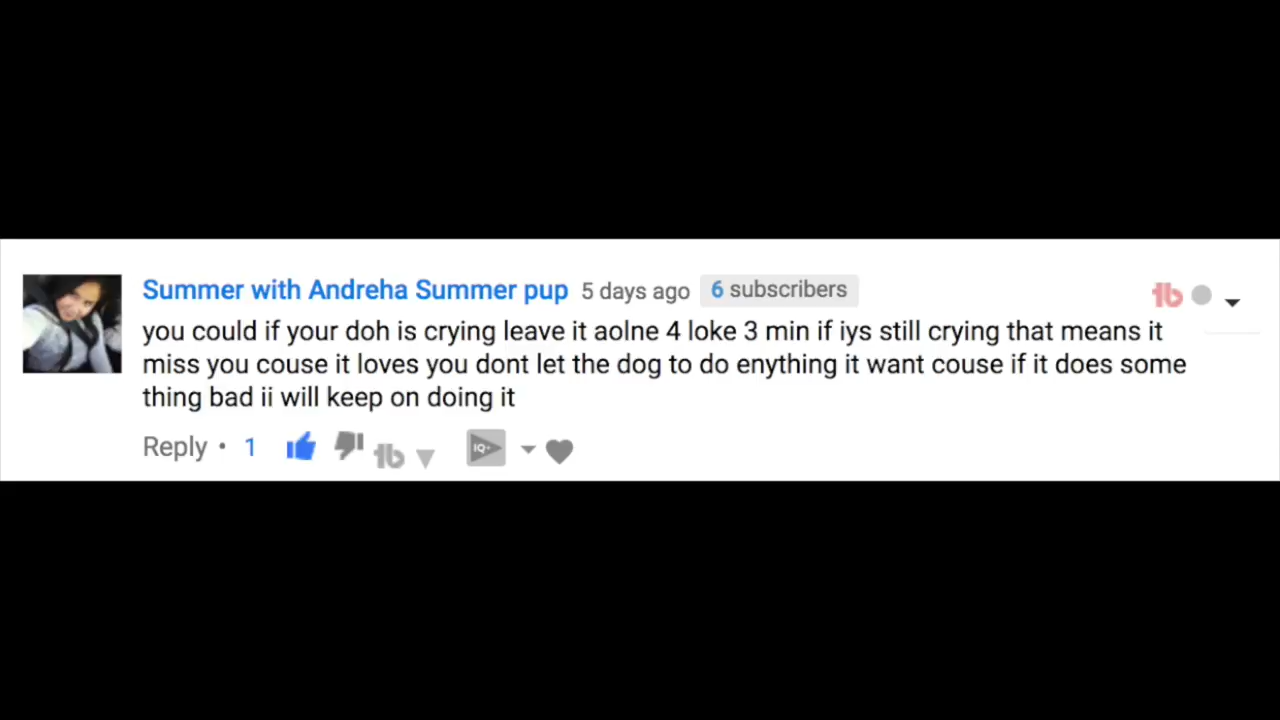 Summer with Andreha Summer pup 5 days ago 6 subscribers
you could if your doh is crying leave it aolne 4 loke 3 min if iys still crying that means it
miss you couse it loves you dont let the dog to do enything it want couse if it does some
thing bad ii will keep on doing it
Reply • 1 tb IQ+
tb